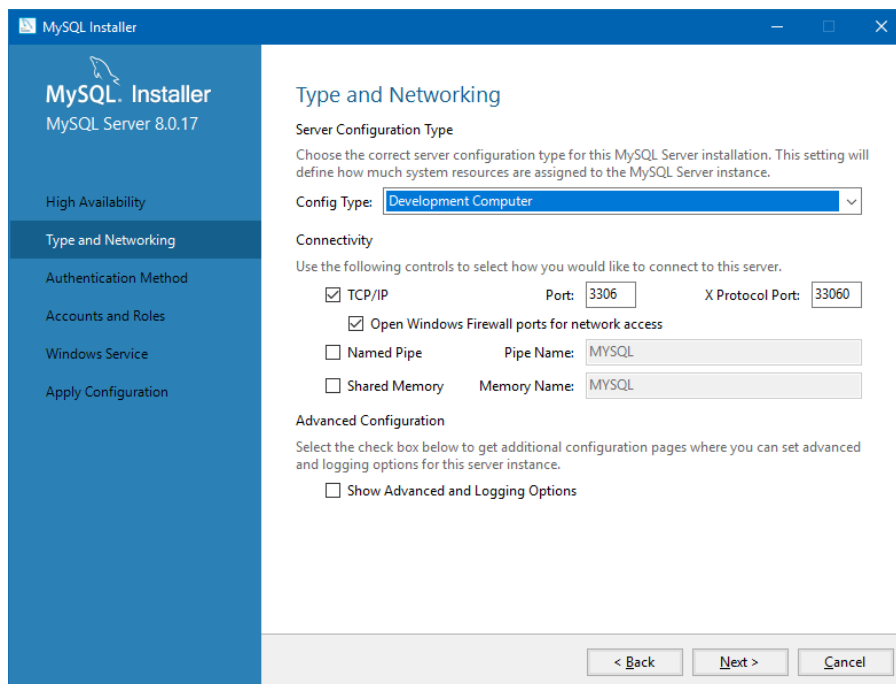 MySQL Installer
MySQL. Installer
MySQL Server 8.0.17
High Availability
Type and Networking
Authentication Method
Accounts and Roles
Windows Service
Apply Configuration
Type and Networking
Server Configuration Type
Choose the correct server configuration type for this MySQL Server installation. This setting will
define how much system resources are assigned to the MySQL Server instance.
Config Type: Development Computer
Connectivity
Use the following controls to select how you would like to connect to this server.
TCP/IP Port: 3306 X Protocol Port: 33060
Open Windows Firewall ports for network access
Named Pipe Pipe Name: MYSQL
Shared Memory Memory Name: MYSQL
Advanced Configuration
Select the check box below to get additional configuration pages where you can set advanced
and logging options for this server instance.
Show Advanced and Logging Options
< Back Next > Cancel